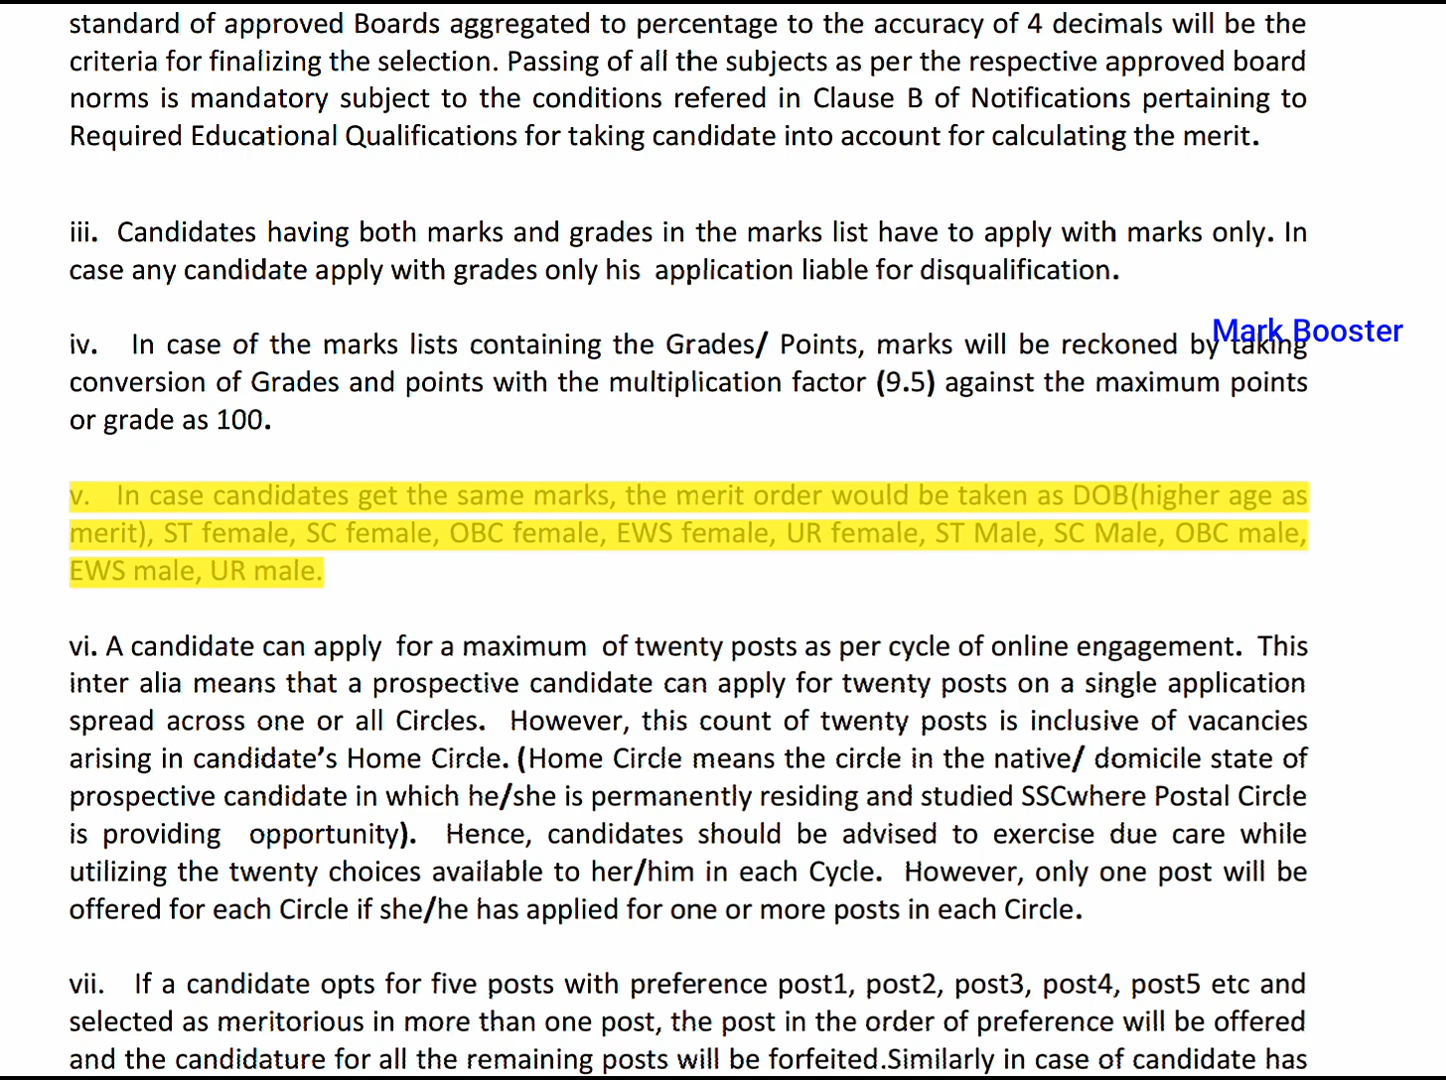 standard of approved Boards aggregated to percentage to the accuracy of 4 decimals will be the
criteria for finalizing the selection. Passing of all the subjects as per the respective approved board
norms is mandatory subject to the conditions refered in Clause B of Notifications pertaining to
Required Educational Qualifications for taking candidate into account for calculating the merit.
iii. Candidates having both marks and grades in the marks list have to apply with marks only. In
case any candidate apply with grades only his application liable for disqualification.
iv. In case of the marks lists containing the Grades/ Points, marks will be reckoned by taking
Mark Booster
conversion of Grades and points with the multiplication factor (9.5) against the maximum points
or grade as 100.
v. In case candidates get the same marks, the merit order would be taken as DOB(higher age as
merit), ST female, SC female, OBC female, EWS female, UR female, ST Male, SC Male, OBC male,
EWS male, UR male.
vi. A candidate can apply for a maximum of twenty posts as per cycle of online engagement. This
inter alia means that a prospective candidate can apply for twenty posts on a single application
spread across one or all Circles. However, this count of twenty posts is inclusive of vacancies
arising in candidate’s Home Circle. (Home Circle means the circle in the native/ domicile state of
prospective candidate in which he/she is permanently residing and studied SSCwhere Postal Circle
is providing opportunity). Hence, candidates should be advised to exercise due care while
utilizing the twenty choices available to her/him in each Cycle. However, only one post will be
offered for each Circle if she/he has applied for one or more posts in each Circle.
vii. If a candidate opts for five posts with preference post1, post2, post3, post4, post5 etc and
selected as meritorious in more than one post, the post in the order of preference will be offered
and the candidature for all the remaining posts will be forfeited.Similarly in case of candidate has